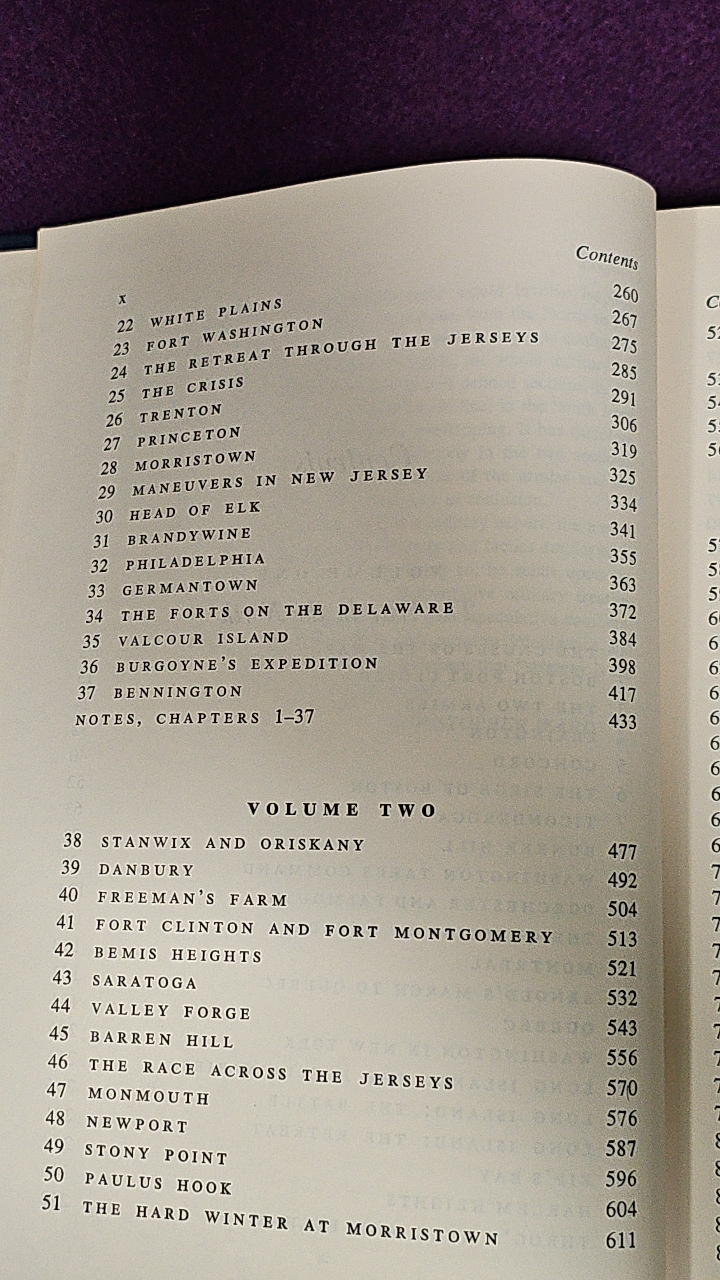 x
Contents
22 WHITE PLAINS 260
23 FORT WASHINGTON 267
24 THE RETREAT THROUGH THE JERSEYS 275
25 THE CRISIS 285
26 TRENTON 291
27 PRINCETON 306
28 MORRISTOWN 319
29 MANEUVERS IN NEW JERSEY 325
30 HEAD OF ELK 334
31 BRANDYWINE 341
32 PHILADELPHIA 355
33 GERMANTOWN 363
34 THE FORTS ON THE DELAWARE 372
35 VALCOUR ISLAND 384
36 BURGOYNE'S EXPEDITION 398
37 BENNINGTON 417
NOTES, CHAPTERS 1–37 433
VOLUME TWO
38 STANWIX AND ORISKANY 477
39 DANBURY 492
40 FREEMAN'S FARM 504
41 FORT CLINTON AND FORT MONTGOMERY 513
42 BEMIS HEIGHTS 521
43 SARATOGA 532
44 VALLEY FORGE 543
45 BARREN HILL 556
46 THE RACE ACROSS THE JERSEYS 570
47 MONMOUTH 576
48 NEWPORT 587
49 STONY POINT 596
50 PAULUS HOOK 604
51 THE HARD WINTER AT MORRISTOWN 611